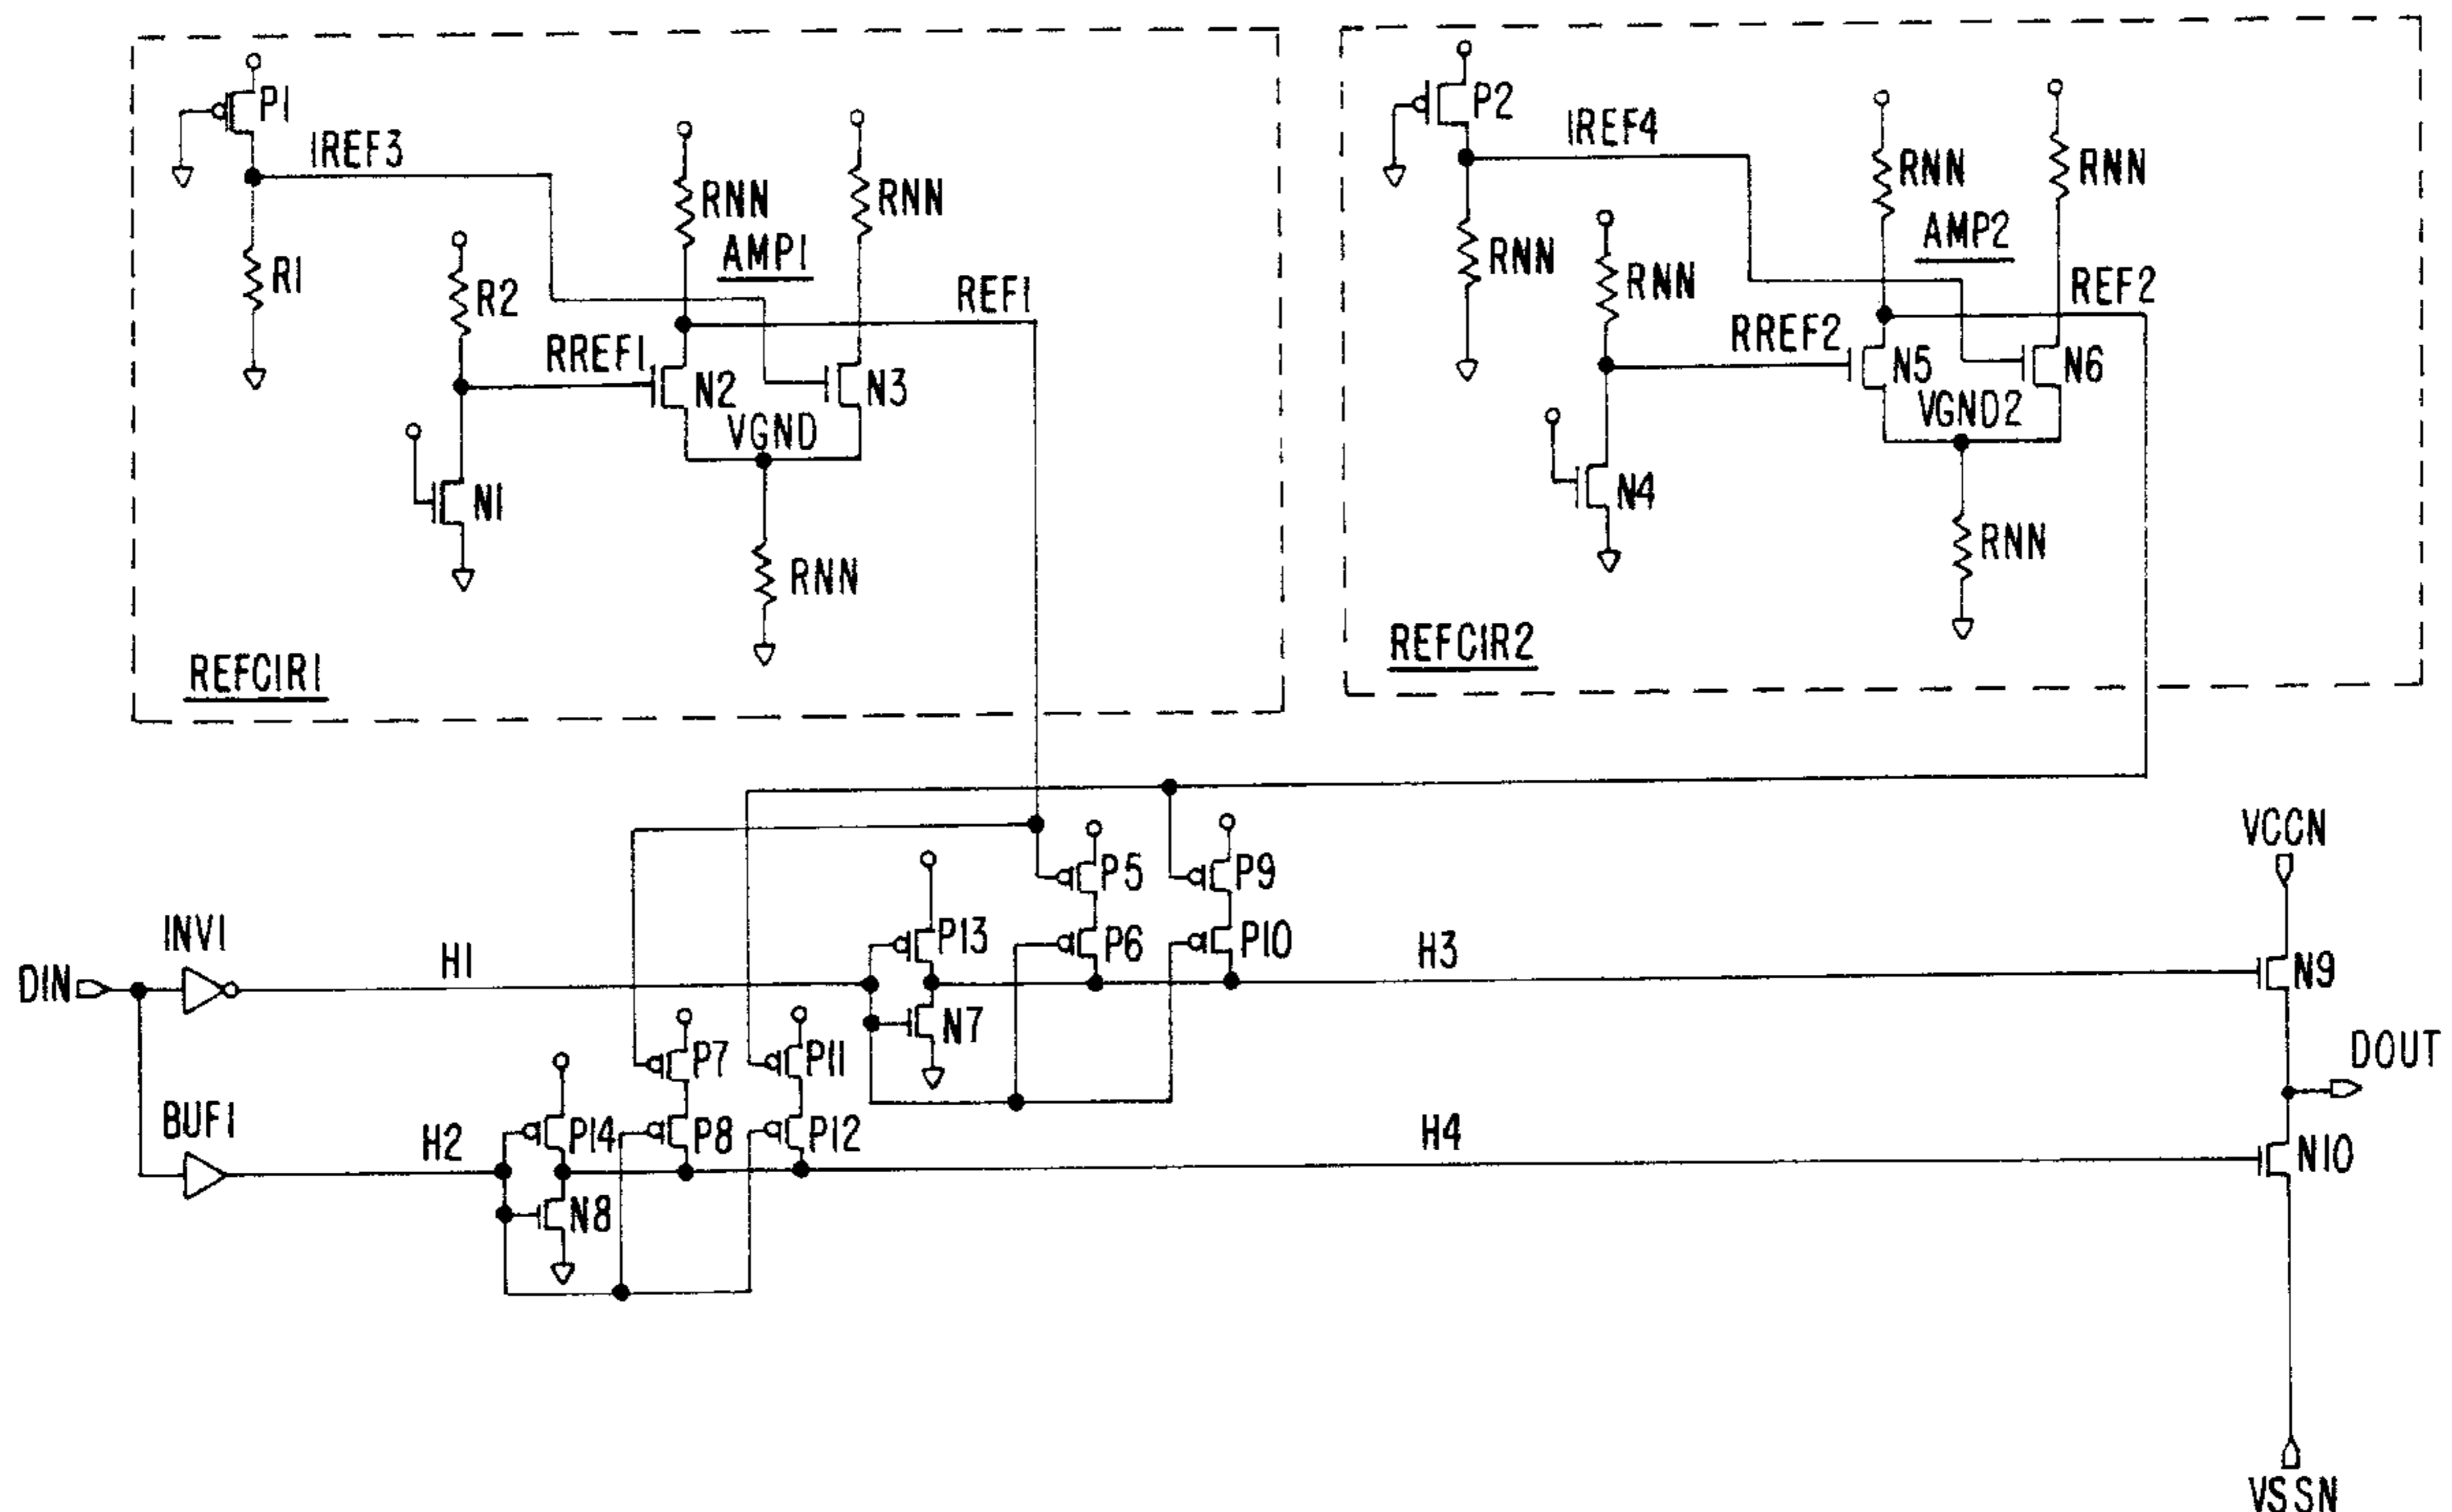 P1
IREF3
R1
R2
RREF1
N1
RNN
AMP1
RNN
REF1
N2
N3
VGND
RNN
REFCIR1
P2
IREF4
RNN
RNN
RREF2
N4
RNN
AMP2
RNN
REF2
N5
N6
VGND2
RNN
REFCIR2
VCCN
P5
P9
INV1
H1
P13
P6
P10
H3
DIN
N9
N7
P7
P11
DOUT
BUF1
H2
P14
P8
P12
H4
N10
N8
VSSN